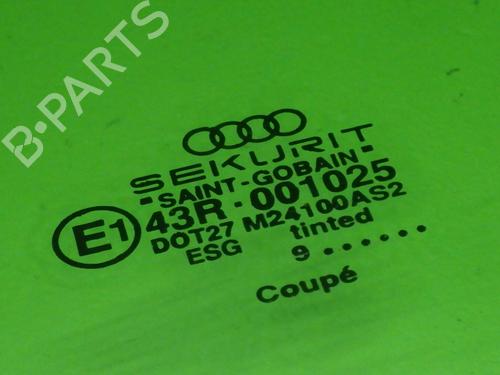 B-PARTS
SEKURIT
• SAINT-GOBAIN •
E1 43R - 001025
DOT27 M24100AS2
ESG tinted
9 ......
Coupé